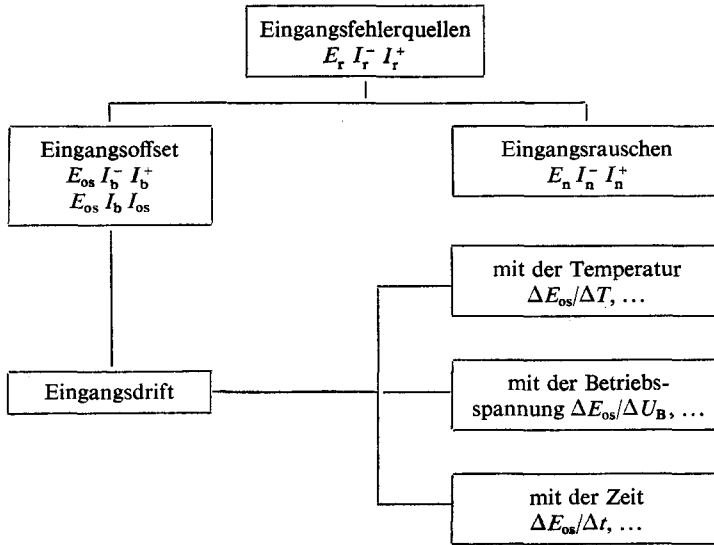 Eingangsfehlerquellen
E_r I_r^- I_r^+
Eingangsoffset
E_os I_b^- I_b^+
E_os I_b I_os
Eingangsrauschen
E_n I_n^- I_n^+
mit der Temperatur
ΔE_os/ΔT, ...
Eingangsdrift
mit der Betriebs-
spannung ΔE_os/ΔU_B, ...
mit der Zeit
ΔE_os/Δt, ...